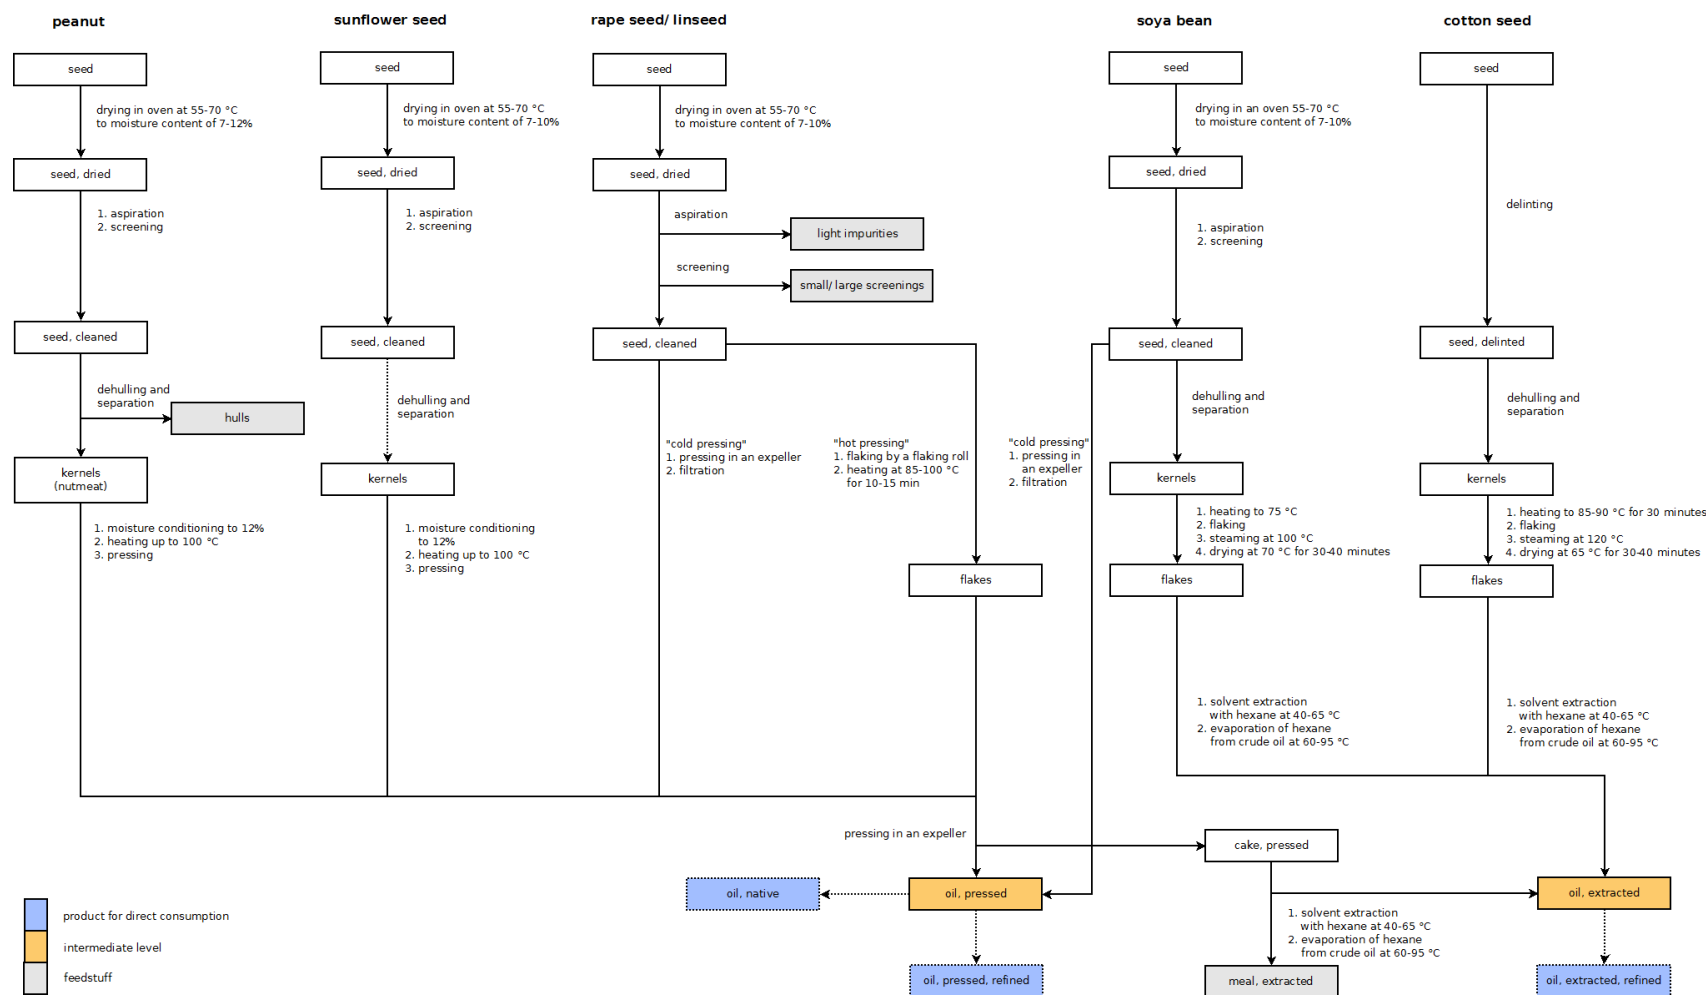 peanut
sunflower seed
rape seed/ linseed
soya bean
cotton seed
seed
seed
seed
seed
seed
drying in oven at 55-70 °C
to moisture content of 7-12%
drying in oven at 55-70 °C
to moisture content of 7-10%
drying in oven at 55-70 °C
to moisture content of 7-10%
drying in an oven 55-70 °C
to moisture content of 7-10%
seed, dried
seed, dried
seed, dried
seed, dried
delinting
1. aspiration
2. screening
1. aspiration
2. screening
aspiration
light impurities
screening
small/ large screenings
1. aspiration
2. screening
seed, cleaned
seed, cleaned
seed, cleaned
seed, cleaned
seed, delinted
dehulling and
separation
hulls
dehulling and
separation
dehulling and
separation
dehulling and
separation
"cold pressing"
1. pressing in an expeller
2. filtration
"hot pressing"
1. flaking by a flaking roll
2. heating at 85-100 °C
for 10-15 min
"cold pressing"
1. pressing in
an expeller
2. filtration
kernels
(nutmeat)
kernels
kernels
kernels
1. moisture conditioning to 12%
2. heating up to 100 °C
3. pressing
1. moisture conditioning
to 12%
2. heating up to 100 °C
3. pressing
1. heating to 75 °C
2. flaking
3. steaming at 100 °C
4. drying at 70 °C for 30-40 minutes
1. heating to 85-90 °C for 30 minutes
2. flaking
3. steaming at 120 °C
4. drying at 65 °C for 30-40 minutes
flakes
flakes
flakes
1. solvent extraction
with hexane at 40-65 °C
2. evaporation of hexane
from crude oil at 60-95 °C
1. solvent extraction
with hexane at 40-65 °C
2. evaporation of hexane
from crude oil at 60-95 °C
pressing in an expeller
cake, pressed
oil, native
oil, pressed
oil, extracted
1. solvent extraction
with hexane at 40-65 °C
2. evaporation of hexane
from crude oil at 60-95 °C
oil, pressed, refined
meal, extracted
oil, extracted, refined
product for direct consumption
intermediate level
feedstuff